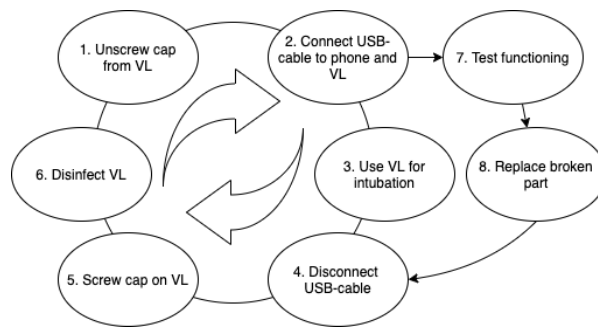 1. Unscrew cap
from VL
2. Connect USB-
cable to phone and
VL
7. Test functioning
6. Disinfect VL
3. Use VL for
intubation
8. Replace broken
part
5. Screw cap on VL
4. Disconnect
USB-cable